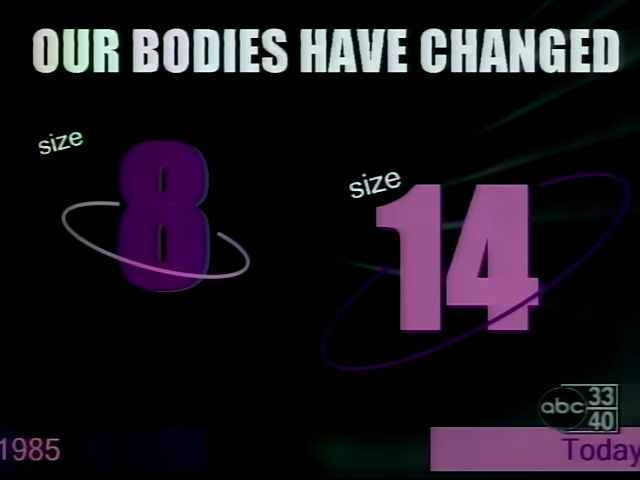 OUR BODIES HAVE CHANGED
size
8
size
14
abc 33
40
1985
Today